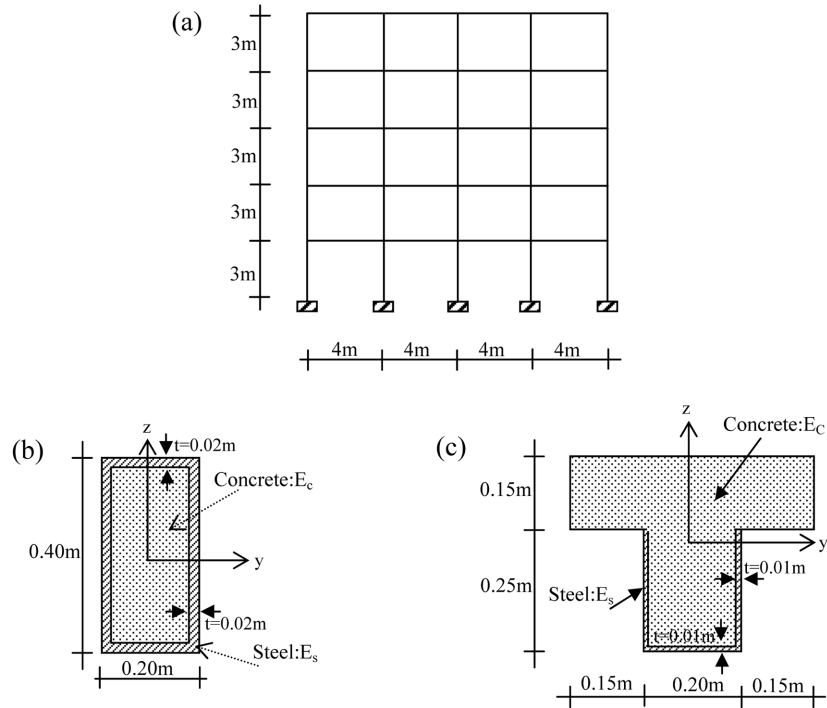 (a)
3m
3m
3m
3m
3m
4m 4m 4m 4m
(b)
z
t=0.02m
Concrete:Ec
0.40m
y
t=0.02m
Steel:Es
0.20m
(c)
z
Concrete:EC
0.15m
y
t=0.01m
0.25m
Steel:Es
t=0.01m
0.15m 0.20m 0.15m